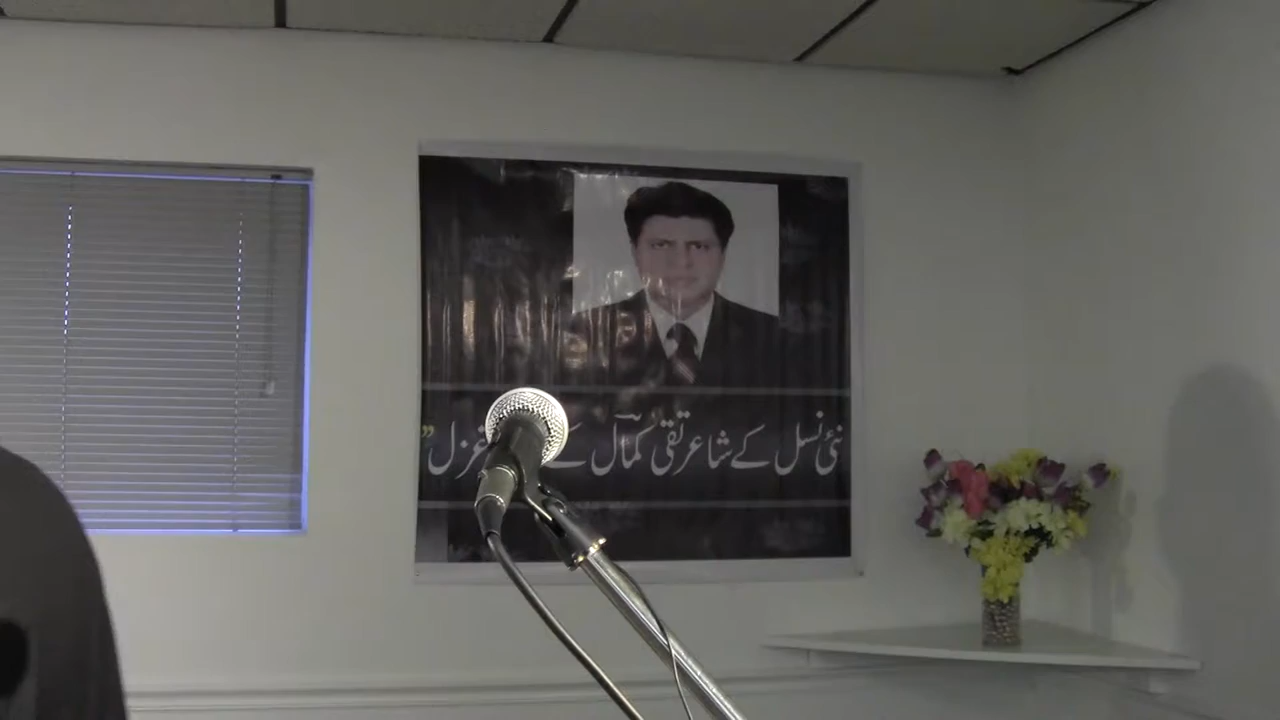 نئی نسل کے شاعر تقی کمال کے غزل”